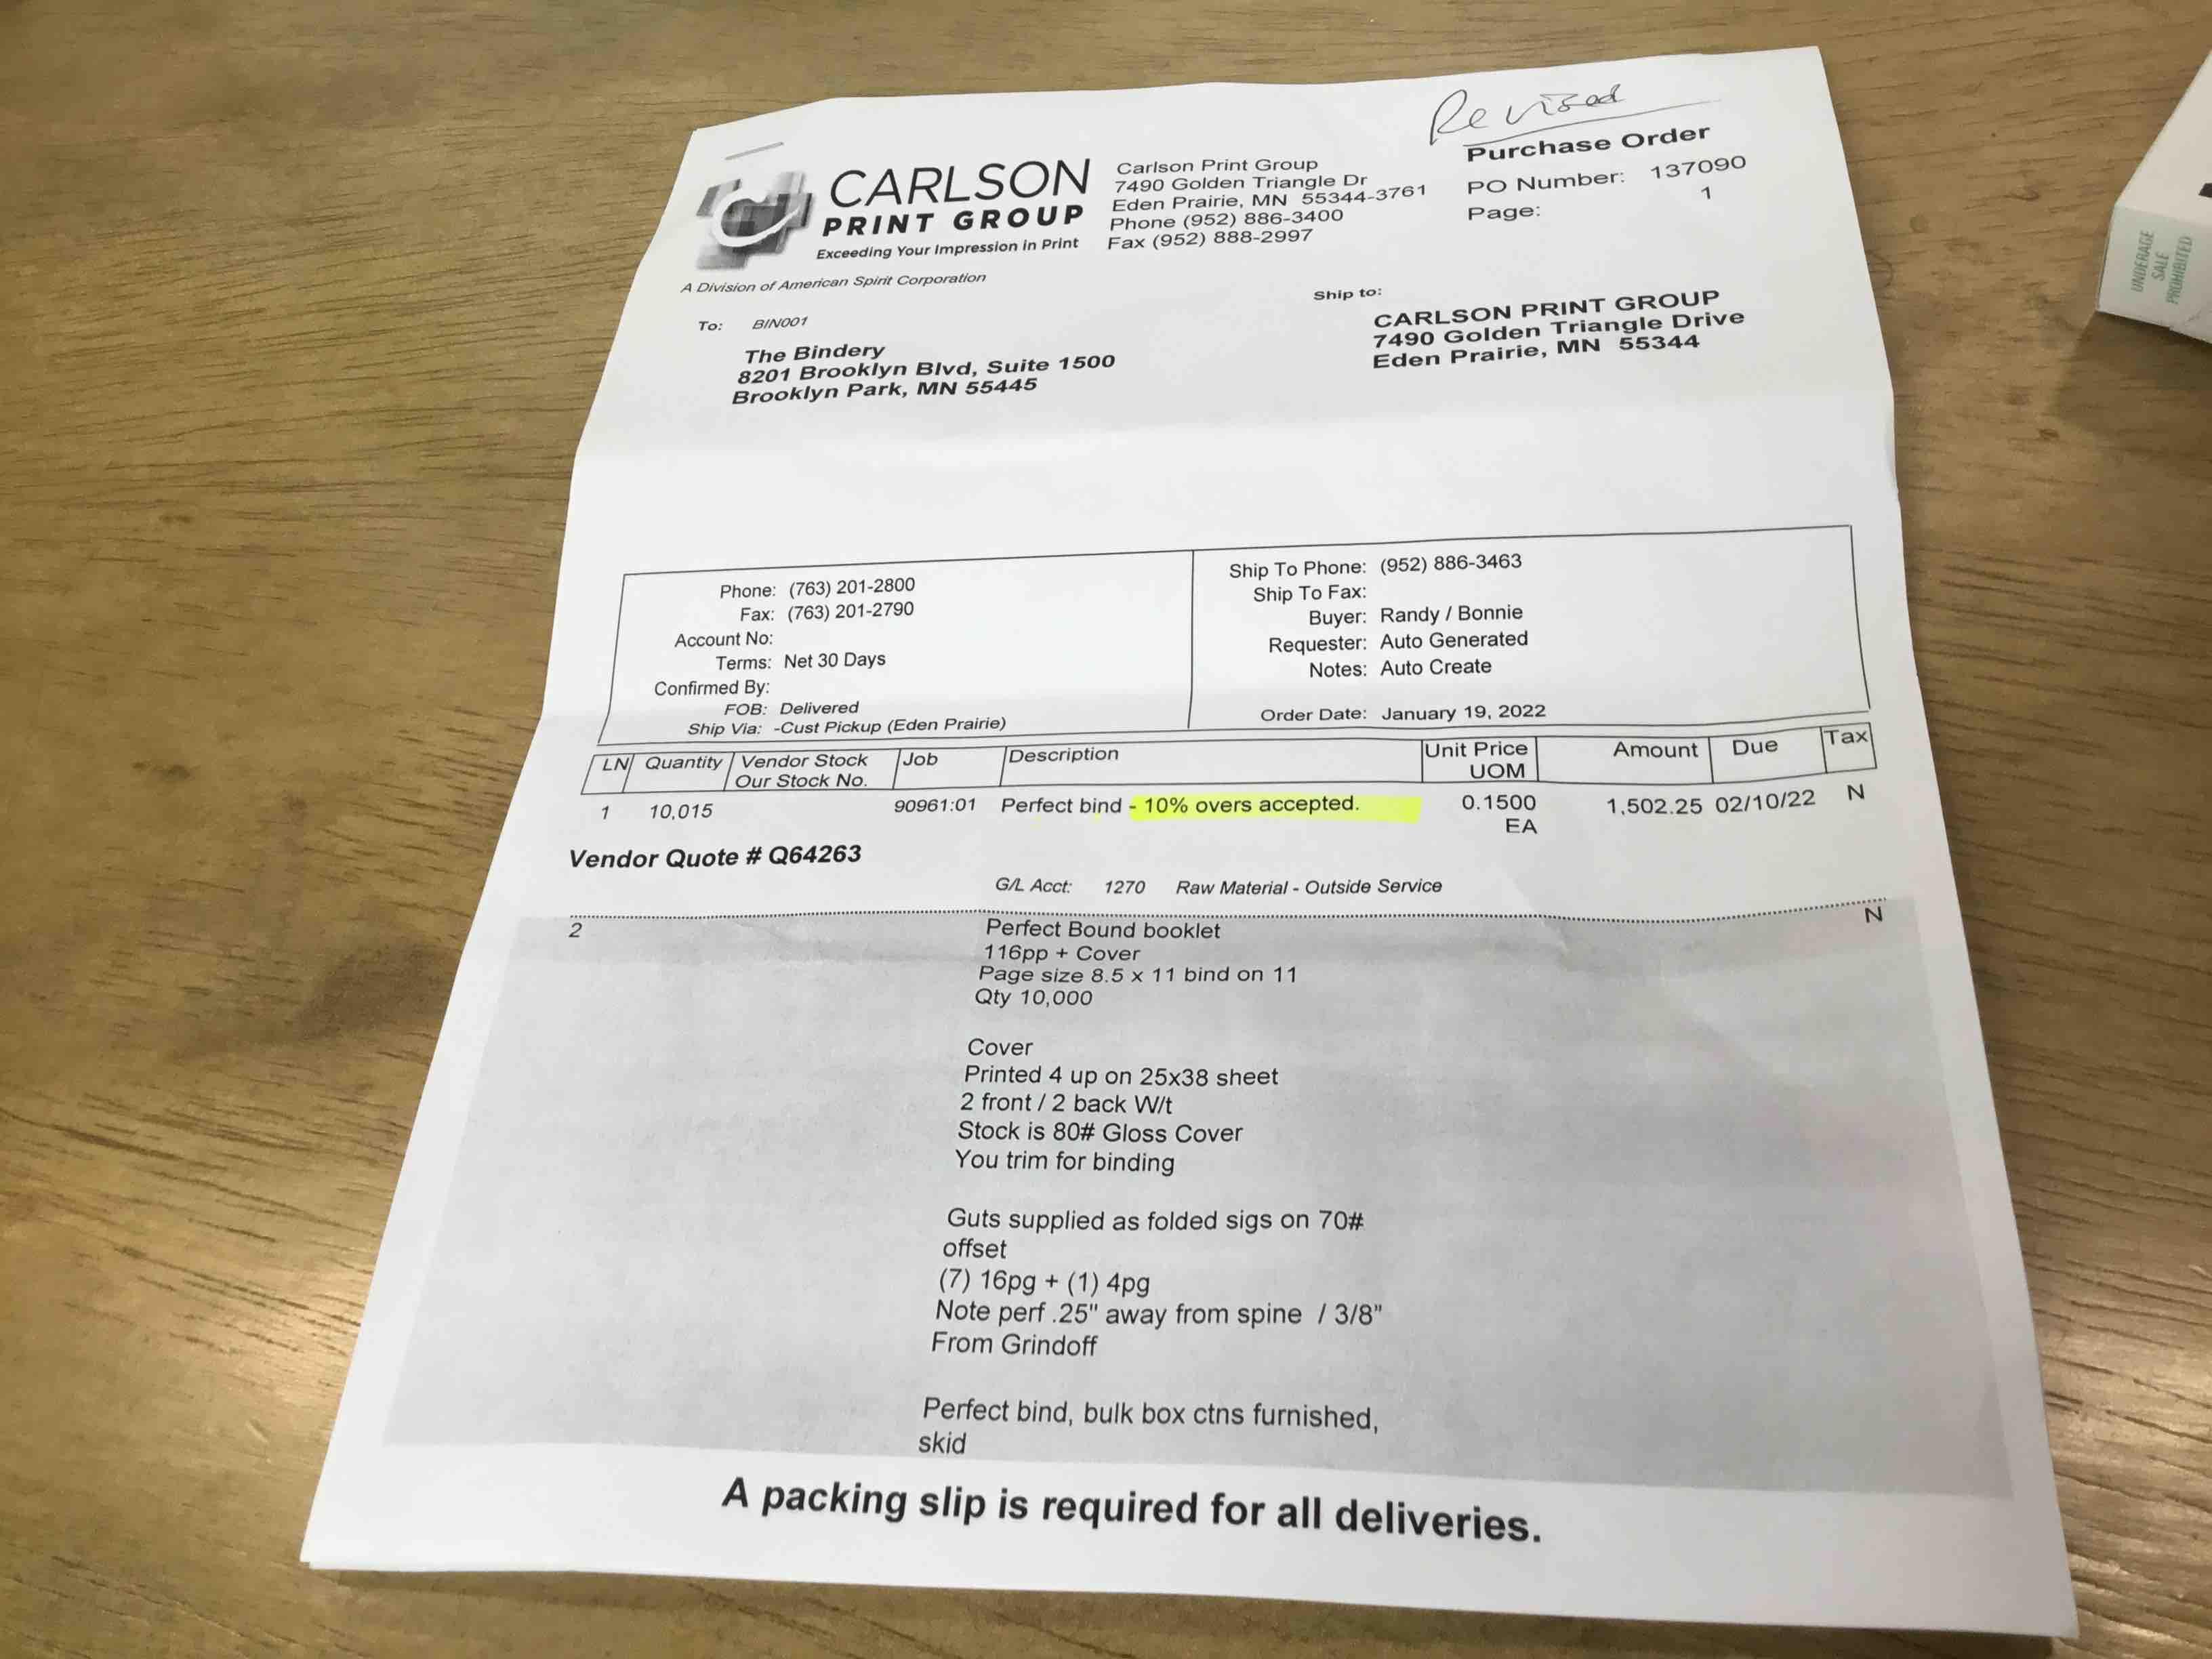 Revised
Purchase Order
PO Number: 137090
Page: 1
CARLSON
PRINT GROUP
Exceeding Your Impression in Print
A Division of American Spirit Corporation
Carlson Print Group
7490 Golden Triangle Dr
Eden Prairie, MN 55344-3761
Phone (952) 886-3400
Fax (952) 888-2997
To: BIN001
The Bindery
8201 Brooklyn Blvd, Suite 1500
Brooklyn Park, MN 55445
Ship to:
CARLSON PRINT GROUP
7490 Golden Triangle Drive
Eden Prairie, MN 55344
Phone: (763) 201-2800
Fax: (763) 201-2790
Account No:
Terms: Net 30 Days
Confirmed By:
FOB: Delivered
Ship Via: -Cust Pickup (Eden Prairie)
Ship To Phone: (952) 886-3463
Ship To Fax:
Buyer: Randy / Bonnie
Requester: Auto Generated
Notes: Auto Create
Order Date: January 19, 2022
LN Quantity Vendor Stock Job Description Unit Price Amount Due Tax
Our Stock No. UOM
1 10,015 90961:01 Perfect bind - 10% overs accepted. 0.1500 1,502.25 02/10/22 N
EA
Vendor Quote # Q64263
G/L Acct: 1270 Raw Material - Outside Service
2 Perfect Bound booklet N
116pp + Cover
Page size 8.5 x 11 bind on 11
Qty 10,000
Cover
Printed 4 up on 25x38 sheet
2 front / 2 back W/t
Stock is 80# Gloss Cover
You trim for binding
Guts supplied as folded sigs on 70#
offset
(7) 16pg + (1) 4pg
Note perf .25" away from spine / 3/8"
From Grindoff
Perfect bind, bulk box ctns furnished,
skid
A packing slip is required for all deliveries.
UNDERAGE
SALE
PROHIBITED